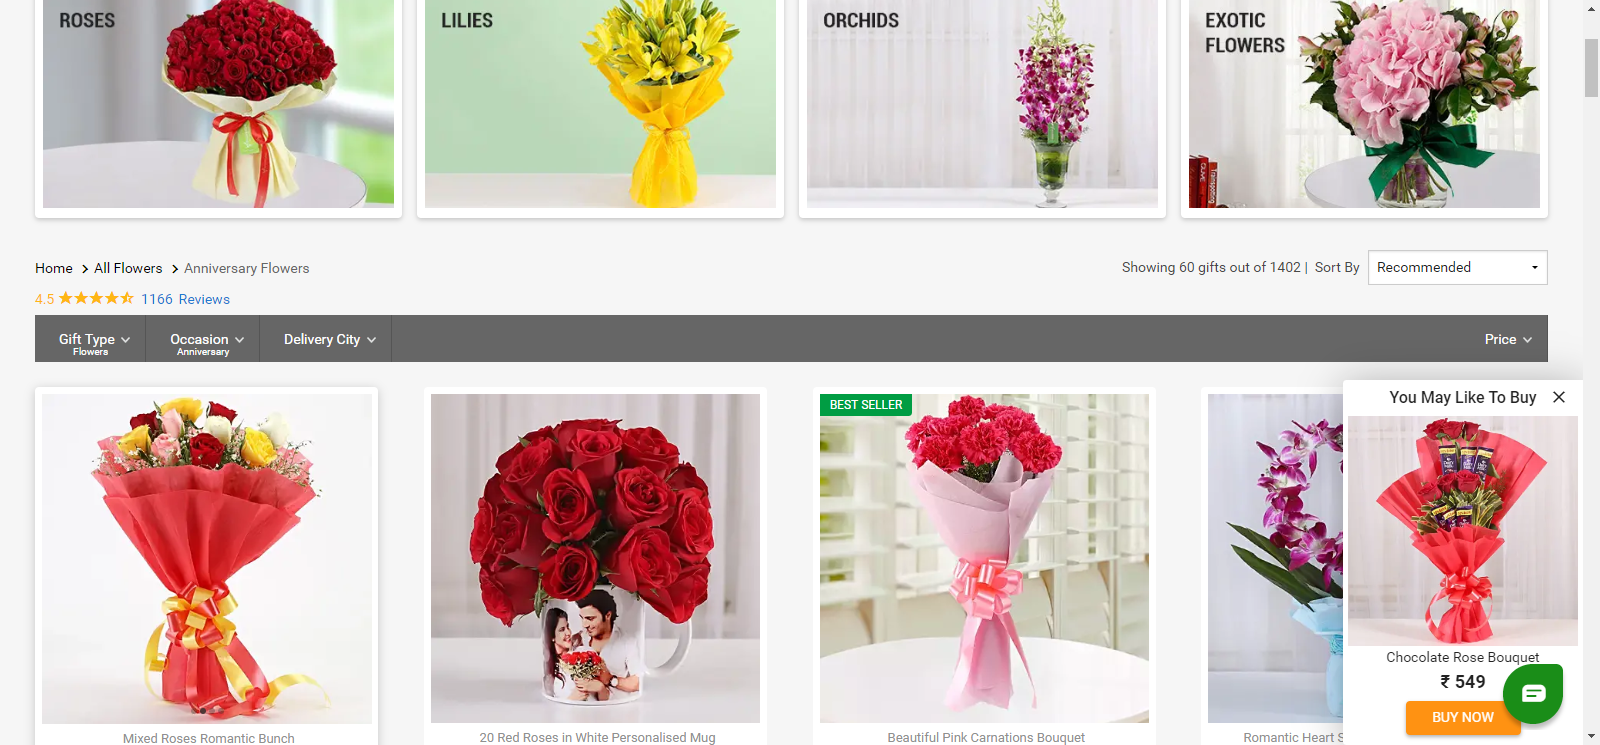 ROSES
LILIES
ORCHIDS
EXOTIC
FLOWERS
Home > All Flowers > Anniversary Flowers
Showing 60 gifts out of 1402 | Sort By
Recommended
4.5
1166 Reviews
Gift Type
Flowers
Occasion
Anniversary
Delivery City
Price
BEST SELLER
You May Like To Buy
Chocolate Rose Bouquet
₹ 549
BUY NOW
Mixed Roses Romantic Bunch
20 Red Roses in White Personalised Mug
Beautiful Pink Carnations Bouquet
Romantic Heart S